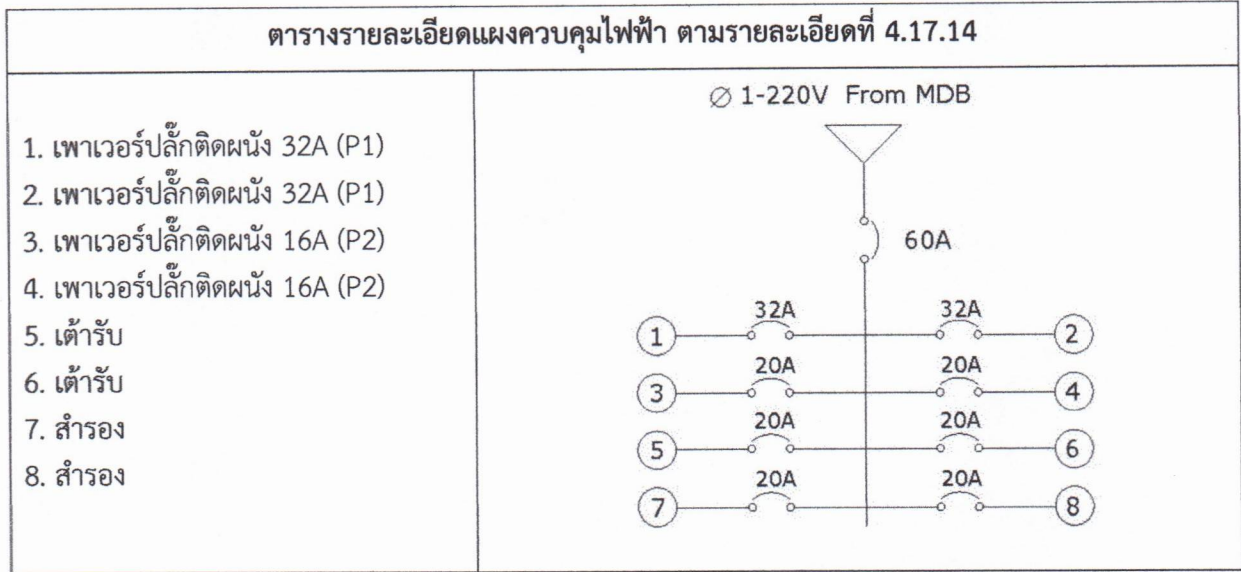 ตารางรายละเอียดแผงควบคุมไฟฟ้า ตามรายละเอียดที่ 4.17.14
1. เพาเวอร์ปลั๊กติดผนัง 32A (P1)
2. เพาเวอร์ปลั๊กติดผนัง 32A (P1)
3. เพาเวอร์ปลั๊กติดผนัง 16A (P2)
4. เพาเวอร์ปลั๊กติดผนัง 16A (P2)
5. เต้ารับ
6. เต้ารับ
7. สำรอง
8. สำรอง
∅ 1-220V From MDB
60A
32A 32A
1 2
20A 20A
3 4
20A 20A
5 6
20A 20A
7 8